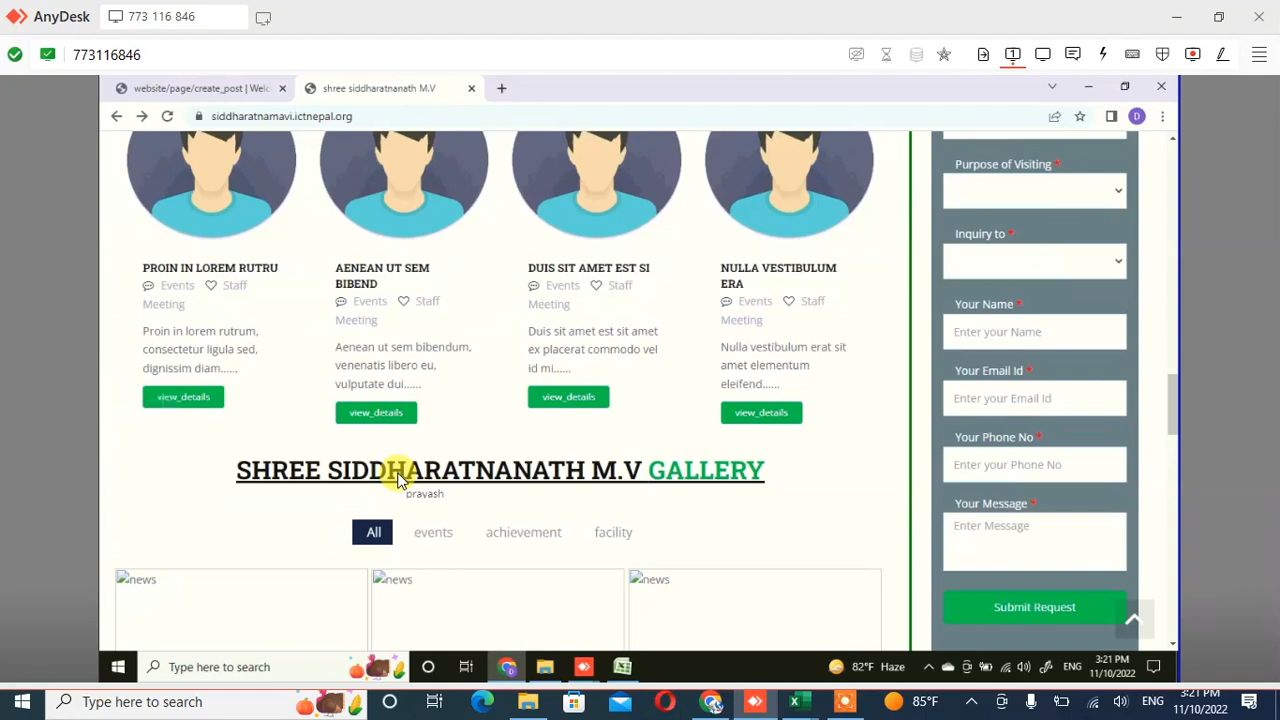 AnyDesk
773 116 846
773116846
1
website/page/create_post | Welc
shree siddharatnanath M.V
siddharatnamavi.ictnepal.org
D
PROIN IN LOREM RUTRU
Events Staff
Meeting
Proin in lorem rutrum,
consectetur ligula sed,
dignissim diam......
view_details
AENEAN UT SEM
BIBEND
Events Staff
Meeting
Aenean ut sem bibendum,
venenatis libero eu,
vulputate dui......
view_details
DUIS SIT AMET EST SI
Events Staff
Meeting
Duis sit amet est sit amet
ex placerat commodo vel
id mi......
view_details
NULLA VESTIBULUM
ERA
Events Staff
Meeting
Nulla vestibulum erat sit
amet elementum
eleifend......
view_details
Purpose of Visiting *
Inquiry to *
Your Name *
Enter your Name
Your Email Id *
Enter your Email Id
Your Phone No *
Enter your Phone No
Your Message *
Enter Message
Submit Request
SHREE SIDDHARATNANATH M.V GALLERY
pravash
All events achievement facility
news news news
Type here to search
82°F Haze
ENG
3:21 PM
11/10/2022
Type here to search
85°F
ENG
3:21 PM
11/10/2022